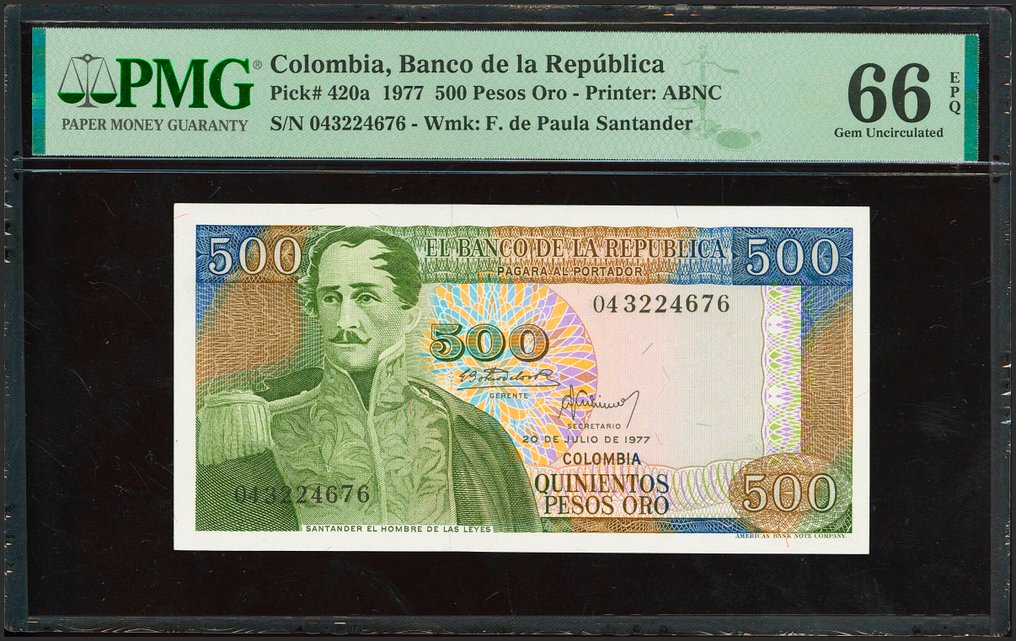 PMG®
PAPER MONEY GUARANTY
Colombia, Banco de la República
Pick# 420a 1977 500 Pesos Oro - Printer: ABNC
S/N 043224676 - Wmk: F. de Paula Santander
66
EPQ
Gem Uncirculated
500
EL BANCO DE LA REPUBLICA
500
PAGARA AL PORTADOR
043224676
500
GERENTE
SECRETARIO
20 DE JULIO DE 1977
COLOMBIA
QUINIENTOS
PESOS ORO
500
043224676
SANTANDER EL HOMBRE DE LAS LEYES
AMERICAN BANK NOTE COMPANY.